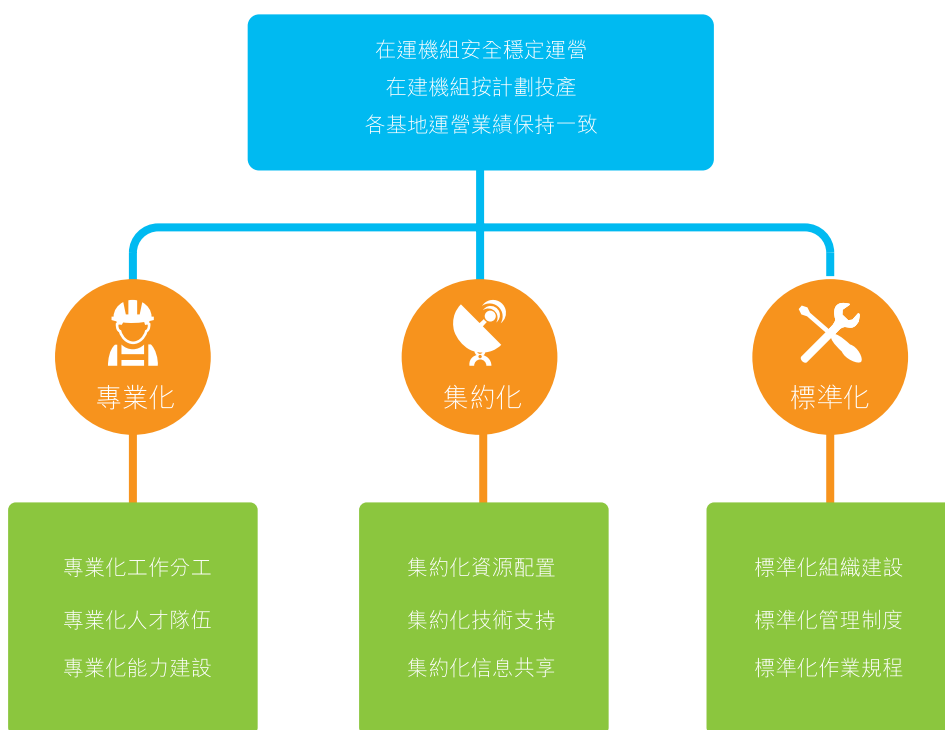 在運機組安全穩定運營
在建機組按計劃投產
各基地運營業績保持一致
專業化
集約化
標準化
專業化工作分工
專業化人才隊伍
專業化能力建設
集約化資源配置
集約化技術支持
集約化信息共享
標準化組織建設
標準化管理制度
標準化作業規程